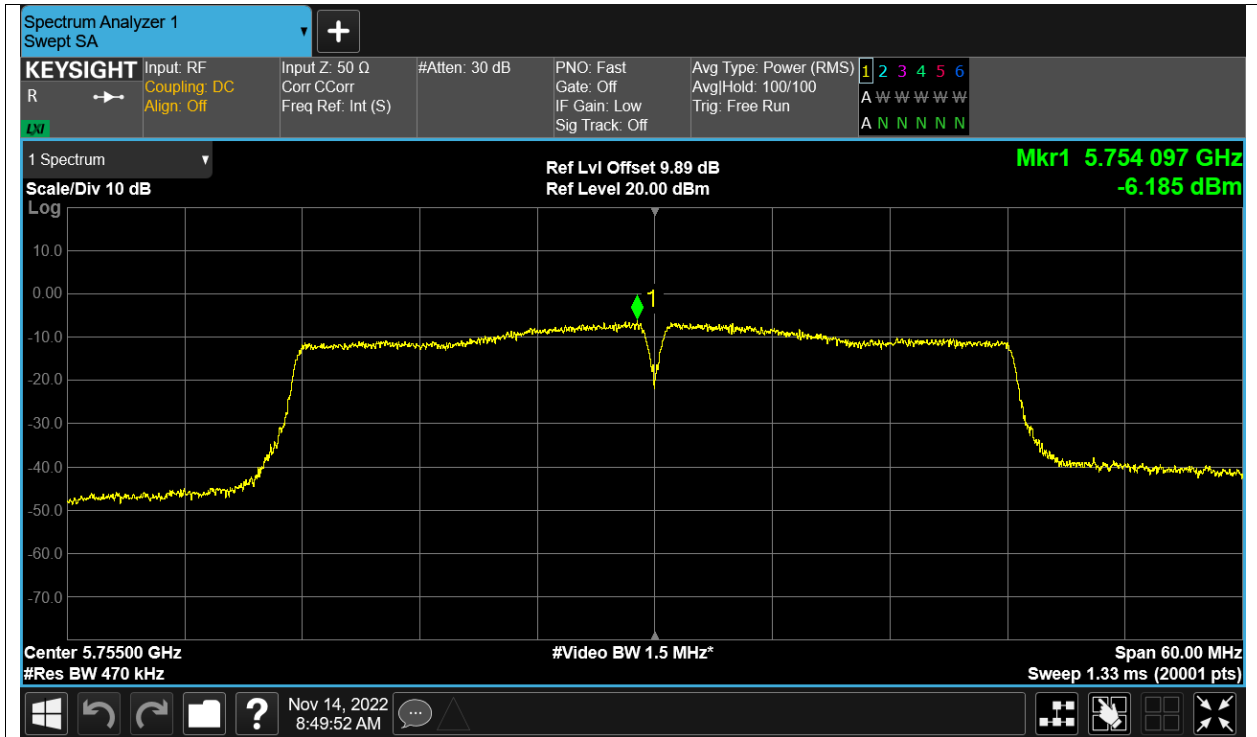 Spectrum Analyzer 1
Swept SA
▼
+
KEYSIGHT
R
LXI
Input: RF
Coupling: DC
Align: Off
Input Z: 50 Ω
Corr CCorr
Freq Ref: Int (S)
#Atten: 30 dB
PNO: Fast
Gate: Off
IF Gain: Low
Sig Track: Off
Avg Type: Power (RMS)
Avg|Hold: 100/100
Trig: Free Run
1 2 3 4 5 6
A W W W W W
A N N N N N
1 Spectrum ▼
Scale/Div 10 dB
Log
Ref Lvl Offset 9.89 dB
Ref Level 20.00 dBm
Mkr1 5.754 097 GHz
-6.185 dBm
10.0
0.00
1
-10.0
-20.0
-30.0
-40.0
-50.0
-60.0
-70.0
Center 5.75500 GHz
#Res BW 470 kHz
#Video BW 1.5 MHz*
Span 60.00 MHz
Sweep 1.33 ms (20001 pts)
?
Nov 14, 2022
8:49:52 AM